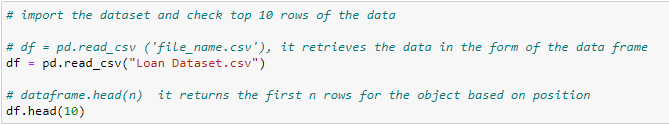 # import the dataset and check top 10 rows of the data
# df = pd.read_csv ('file_name.csv'), it retrieves the data in the form of the data frame
df = pd.read_csv("Loan Dataset.csv")
# dataframe.head(n)  it returns the first n rows for the object based on position
df.head(10)